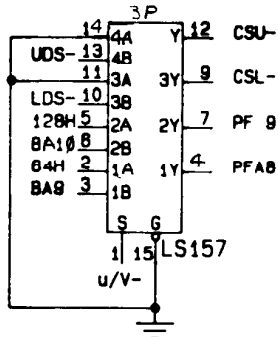 3P
14 4A Y 12 CSU-
UDS- 13 4B
11 3A 3Y 9 CSL-
LDS- 10 3B
128H 5 2A 2Y 7 PF 9
8A10 6 2B
64H 2 1A 1Y 4 PFA8
8A9 3 1B
S G
1 15 LS157
u/V-